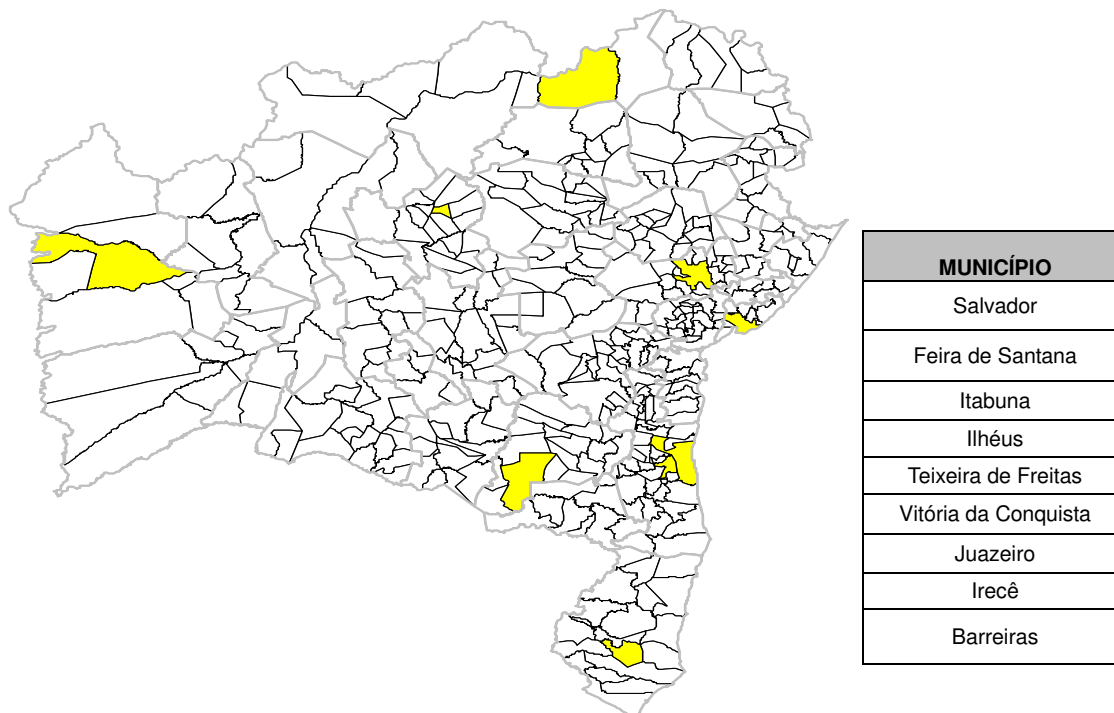 MUNICÍPIO
Salvador
Feira de Santana
Itabuna
Ilhéus
Teixeira de Freitas
Vitória da Conquista
Juazeiro
Irecê
Barreiras